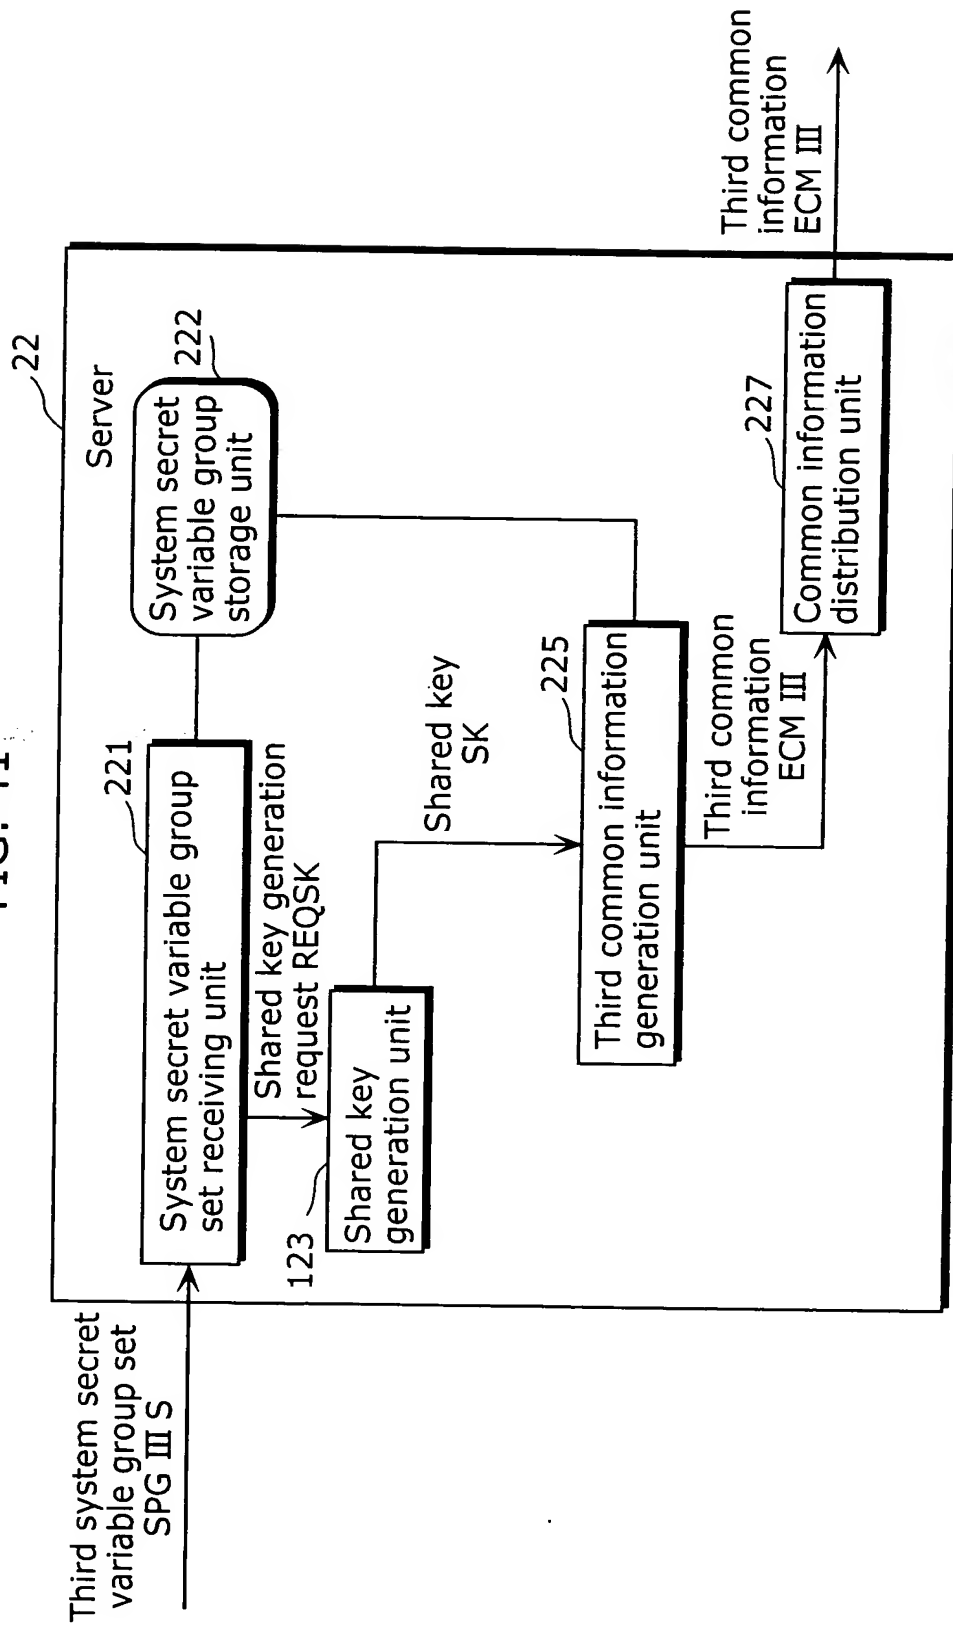 22
Server
Third system secret
variable group set
SPG III S
221
System secret variable group
set receiving unit
222
System secret
variable group
storage unit
Shared key generation
request REQSK
123
Shared key
generation unit
Shared key
SK
225
Third common information
generation unit
Third common
information
ECM III
227
Common information
distribution unit
Third common
information
ECM III